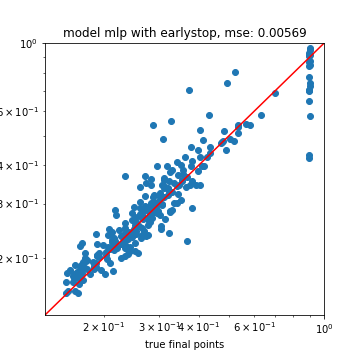 model mlp with earlystop, mse: 0.00569
10⁰
6 × 10⁻¹
4 × 10⁻¹
3 × 10⁻¹
2 × 10⁻¹
2 × 10⁻¹ 3 × 10⁻¹ 4 × 10⁻¹ 6 × 10⁻¹ 10⁰
true final points